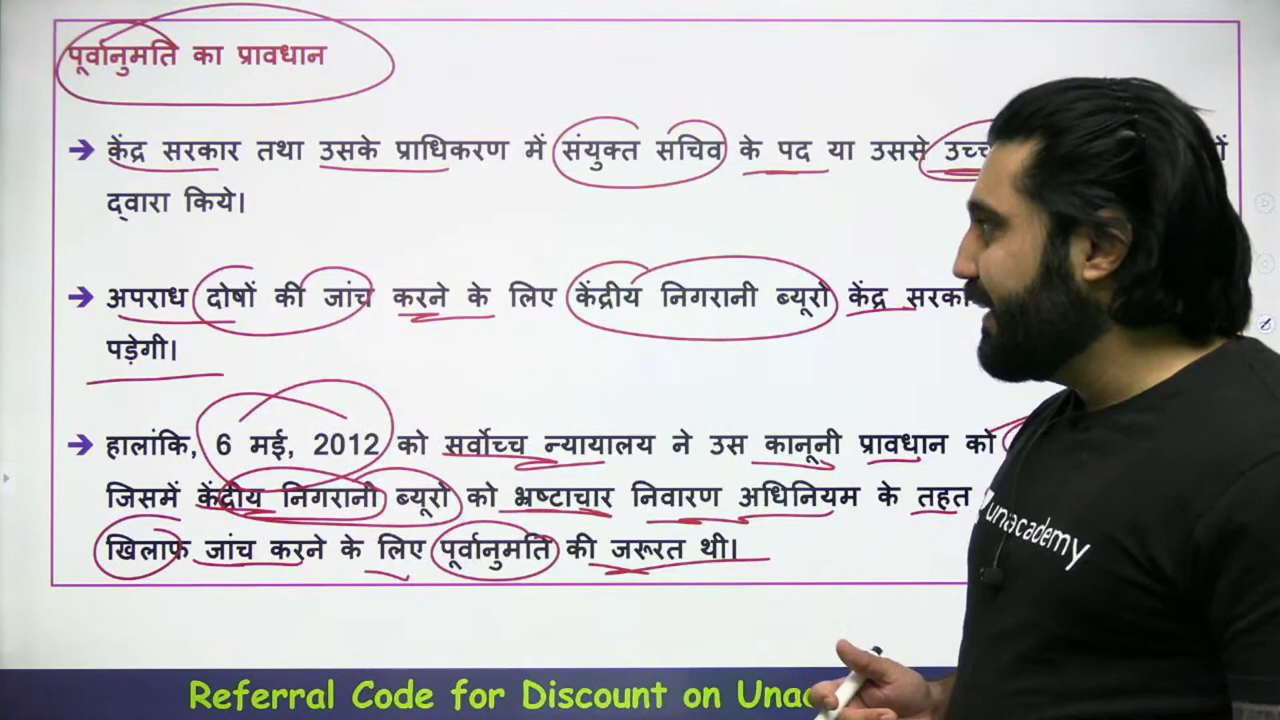 पूर्वानुमति का प्रावधान
➔ केंद्र सरकार तथा उसके प्राधिकरण में संयुक्त सचिव के पद या उससे उच्च
द्वारा किये।
➔ अपराध दोषों की जांच करने के लिए केंद्रीय निगरानी ब्यूरो केंद्र
पड़ेगी।
➔ हालांकि, 6 मई, 2012 को सर्वोच्च न्यायालय ने उस कानूनी प्रावधान को
जिसमें केंद्रीय निगरानी ब्यूरो को भ्रष्टाचार निवारण अधिनियम के तहत
खिलाफ जांच करने के लिए पूर्वानुमति की जरूरत थी।
unacademy
Referral Code for Discount on